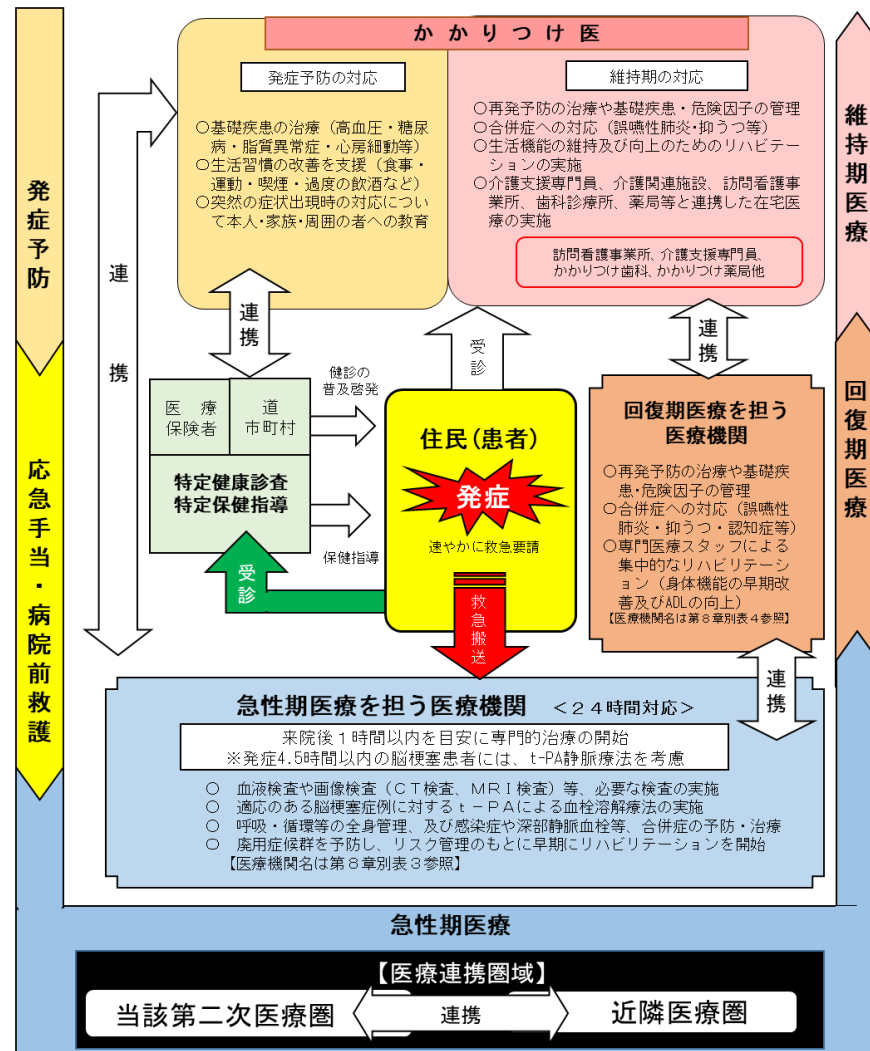 かかりつけ医
発症予防の対応
○基礎疾患の治療（高血圧・糖尿
病・脂質異常症・心房細動等）
○生活習慣の改善を支援（食事・
運動・喫煙・過度の飲酒など）
○突然の症状出現時の対応につい
て本人・家族・周囲の者への教育
維持期の対応
○再発予防の治療や基礎疾患・危険因子の管理
○合併症への対応（誤嚥性肺炎・抑うつ等）
○生活機能の維持及び向上のためのリハビテー
ションの実施
○介護支援専門員、介護関連施設、訪問看護事
業所、歯科診療所、薬局等と連携した在宅医
療の実施
訪問看護事業所、介護支援専門員、
かかりつけ歯科、かかりつけ薬局他
発症予防
応急手当・病院前救護
維持期医療
回復期医療
連携
連携
受診
連携
医療
保険者
道
市町村
特定健康診査
特定保健指導
健診の
普及啓発
保健指導
受診
住民（患者）
発症
速やかに救急要請
救急搬送
回復期医療を担う
医療機関
○再発予防の治療や基礎疾
患・危険因子の管理
○合併症への対応（誤嚥性
肺炎・抑うつ・認知症等）
○専門医療スタッフによる
集中的なリハビリテーシ
ョン（身体機能の早期改
善及びADLの向上）
【医療機関名は第８章別表４参照】
連携
急性期医療を担う医療機関　＜２４時間対応＞
来院後１時間以内を目安に専門的治療の開始
※発症4.5時間以内の脳梗塞患者には、t-PA静脈療法を考慮
○　血液検査や画像検査（ＣＴ検査、ＭＲＩ検査）等、必要な検査の実施
○　適応のある脳梗塞症例に対するｔ－ＰＡによる血栓溶解療法の実施
○　呼吸・循環等の全身管理、及び感染症や深部静脈血栓等、合併症の予防・治療
○　廃用症候群を予防し、リスク管理のもとに早期にリハビリテーションを開始
【医療機関名は第８章別表３参照】
急性期医療
【医療連携圏域】
当該第二次医療圏
連携
近隣医療圏